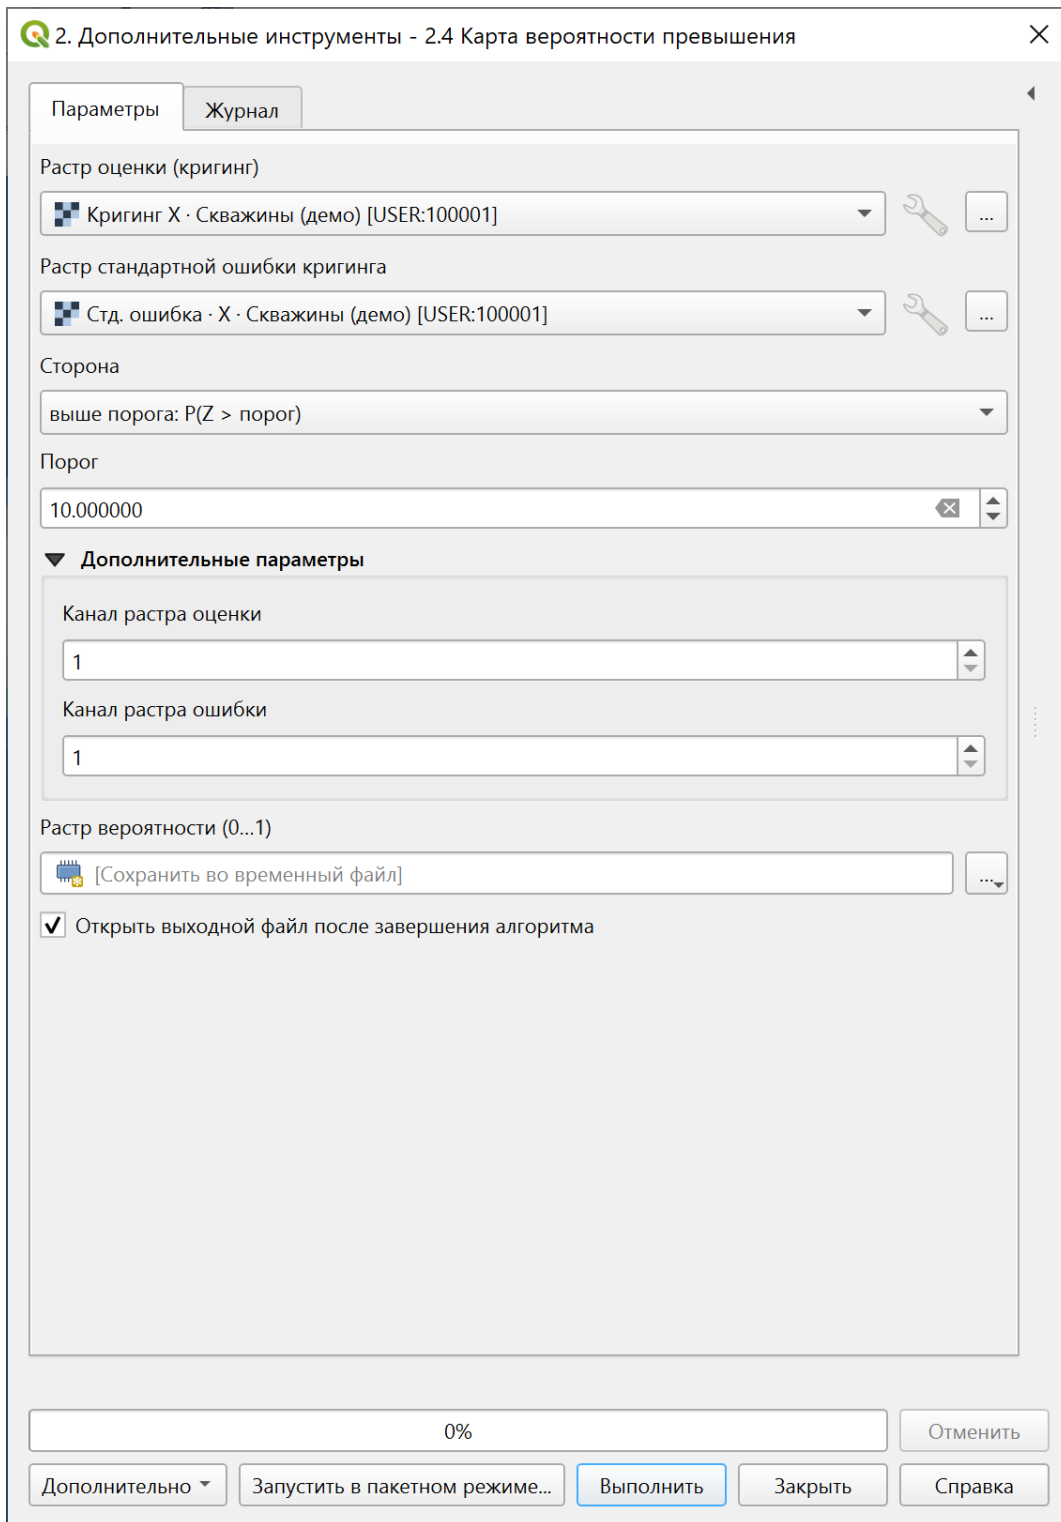 2. Дополнительные инструменты - 2.4 Карта вероятности превышения
Параметры
Журнал
Растр оценки (кригинг)
Кригинг X · Скважины (демо) [USER:100001]
...
Растр стандартной ошибки кригинга
Стд. ошибка · X · Скважины (демо) [USER:100001]
...
Сторона
выше порога: P(Z > порог)
Порог
10.000000
Дополнительные параметры
Канал растра оценки
1
Канал растра ошибки
1
Растр вероятности (0...1)
[Сохранить во временный файл]
...
Открыть выходной файл после завершения алгоритма
0%
Отменить
Дополнительно
Запустить в пакетном режиме...
Выполнить
Закрыть
Справка